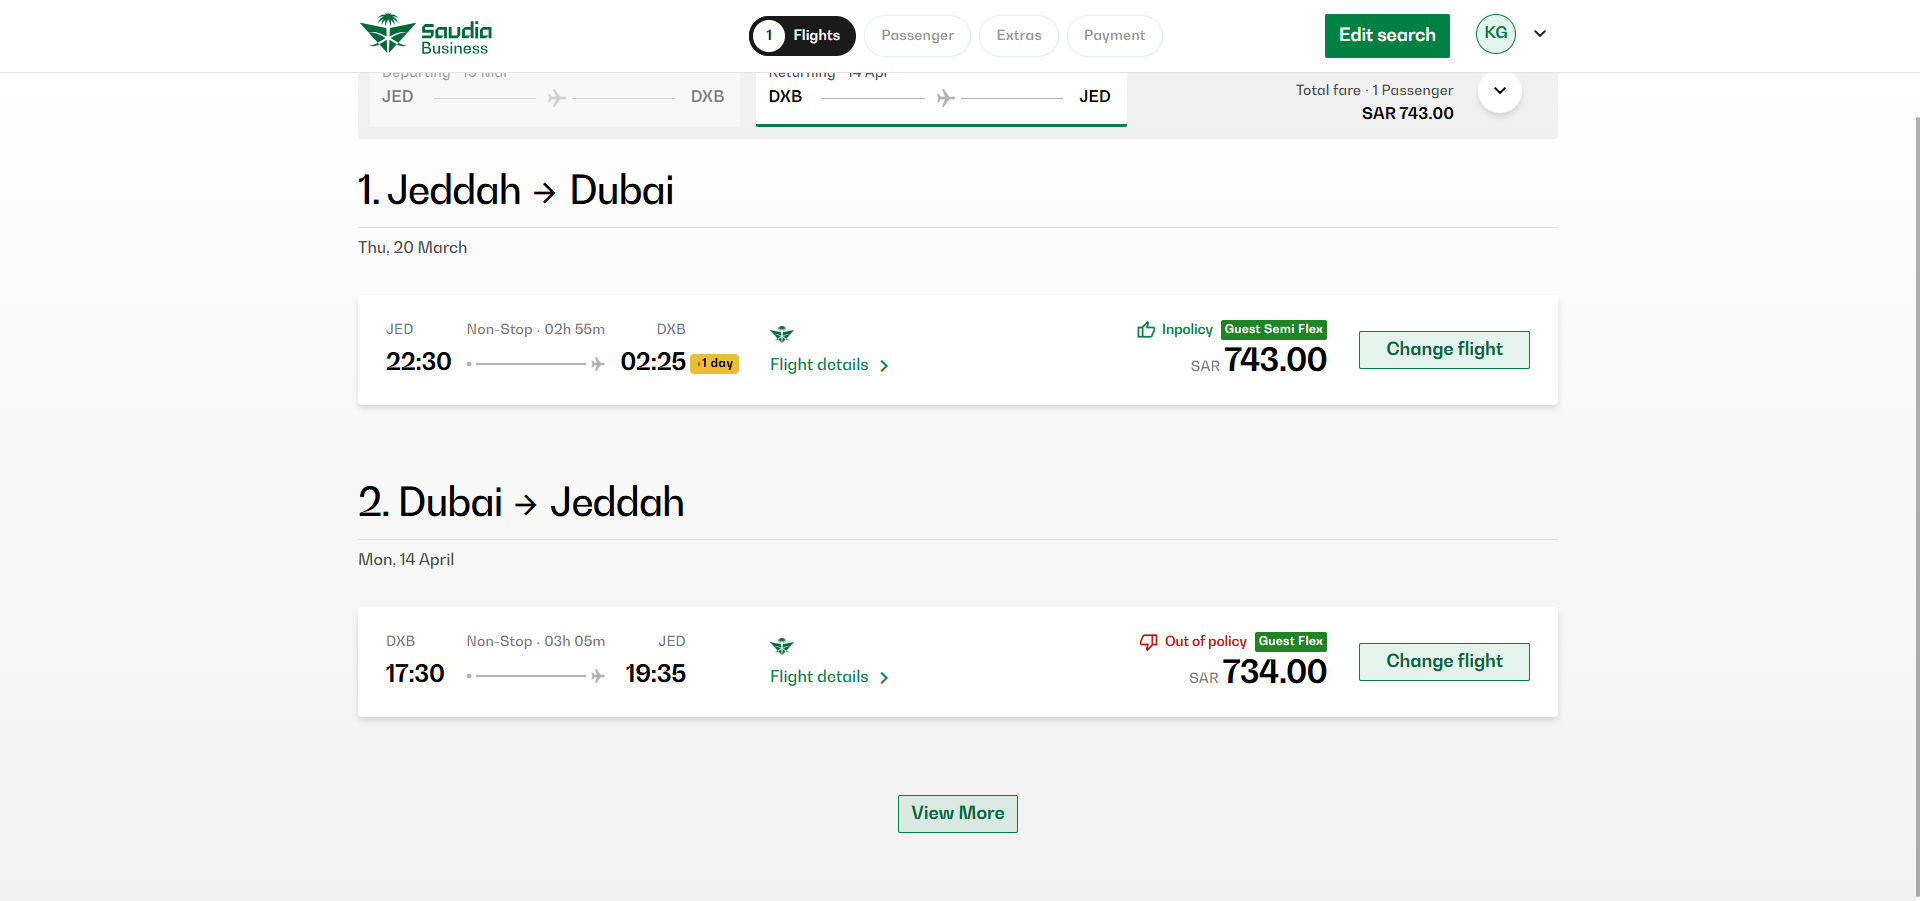 Saudia
Business
1 Flights
Passenger
Extras
Payment
Edit search
KG
Departing
Returning · 14 Apr
JED
DXB
DXB
JED
Total fare · 1 Passenger
SAR 743.00
1. Jeddah → Dubai
Thu, 20 March
JED
Non-Stop · 02h 55m
DXB
22:30
02:25
+1 day
Flight details
Inpolicy
Guest Semi Flex
SAR 743.00
Change flight
2. Dubai → Jeddah
Mon, 14 April
DXB
Non-Stop · 03h 05m
JED
17:30
19:35
Flight details
Out of policy
Guest Flex
SAR 734.00
Change flight
View More